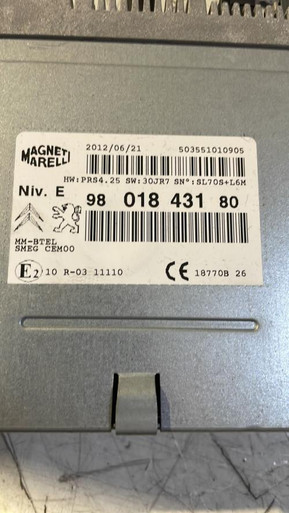 MAGNETI MARELLI
2012/06/21 503551010905
HW:PRS4.25 SW:30JR7 SN°:SL70S+L6M
Niv. E 98 018 431 80
MM-BTEL
SMEG CEM00
E2 10 R-03 11110 CE 18770B 26